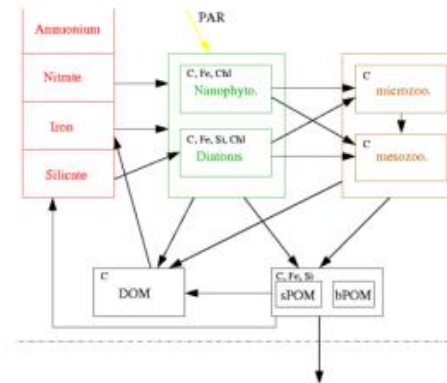 PAR
Ammonium
Nitrate
Iron
Silicate
C, Fe, Chl
Nanophyto.
C, Fe, Si, Chl
Diatoms
C
microzoo.
C
mesozoo.
C
DOM
C, Fe, Si
sPOM
bPOM